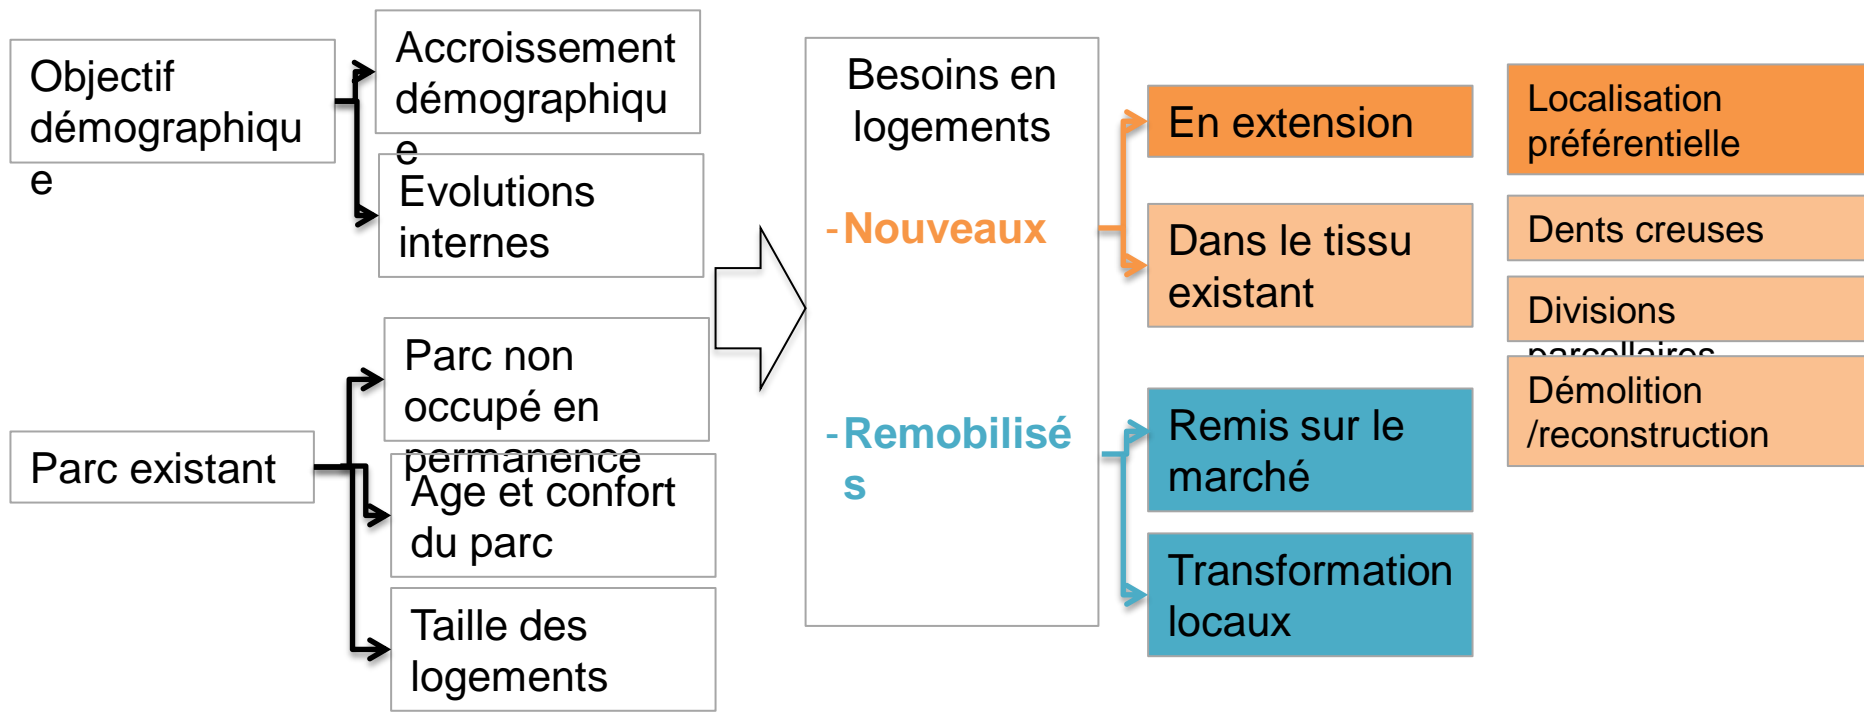 Objectif
démographiqu
e
Accroissement
démographiqu
e
Evolutions
internes
Parc existant
Parc non
occupé en
permanence
Age et confort
du parc
Taille des
logements
Besoins en
logements
-Nouveaux
-Remobilisé
s
En extension
Dans le tissu
existant
Remis sur le
marché
Transformation
locaux
Localisation
préférentielle
Dents creuses
Divisions
parcellaires
Démolition
/reconstruction